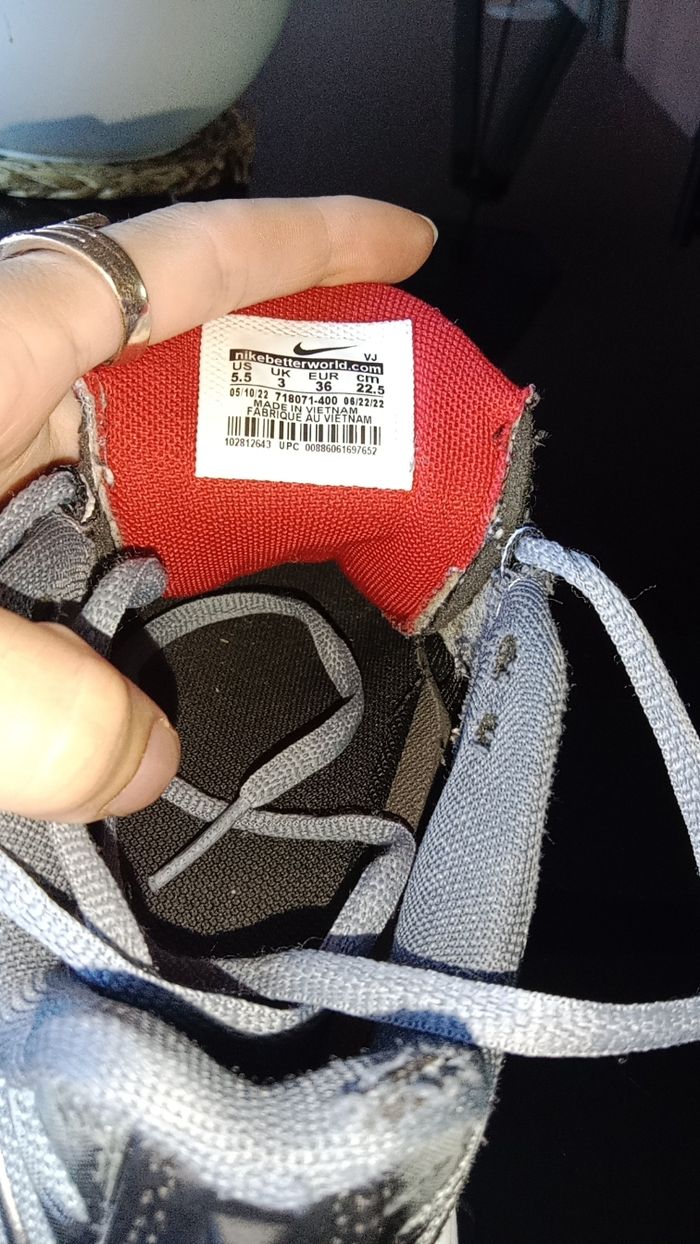 VJ
nikebetterworld.com
US UK EUR cm
5.5 3 36 22.5
05/10/22 718071-400 06/22/22
MADE IN VIETNAM
FABRIQUE AU VIETNAM
102812643 UPC 00886061697652